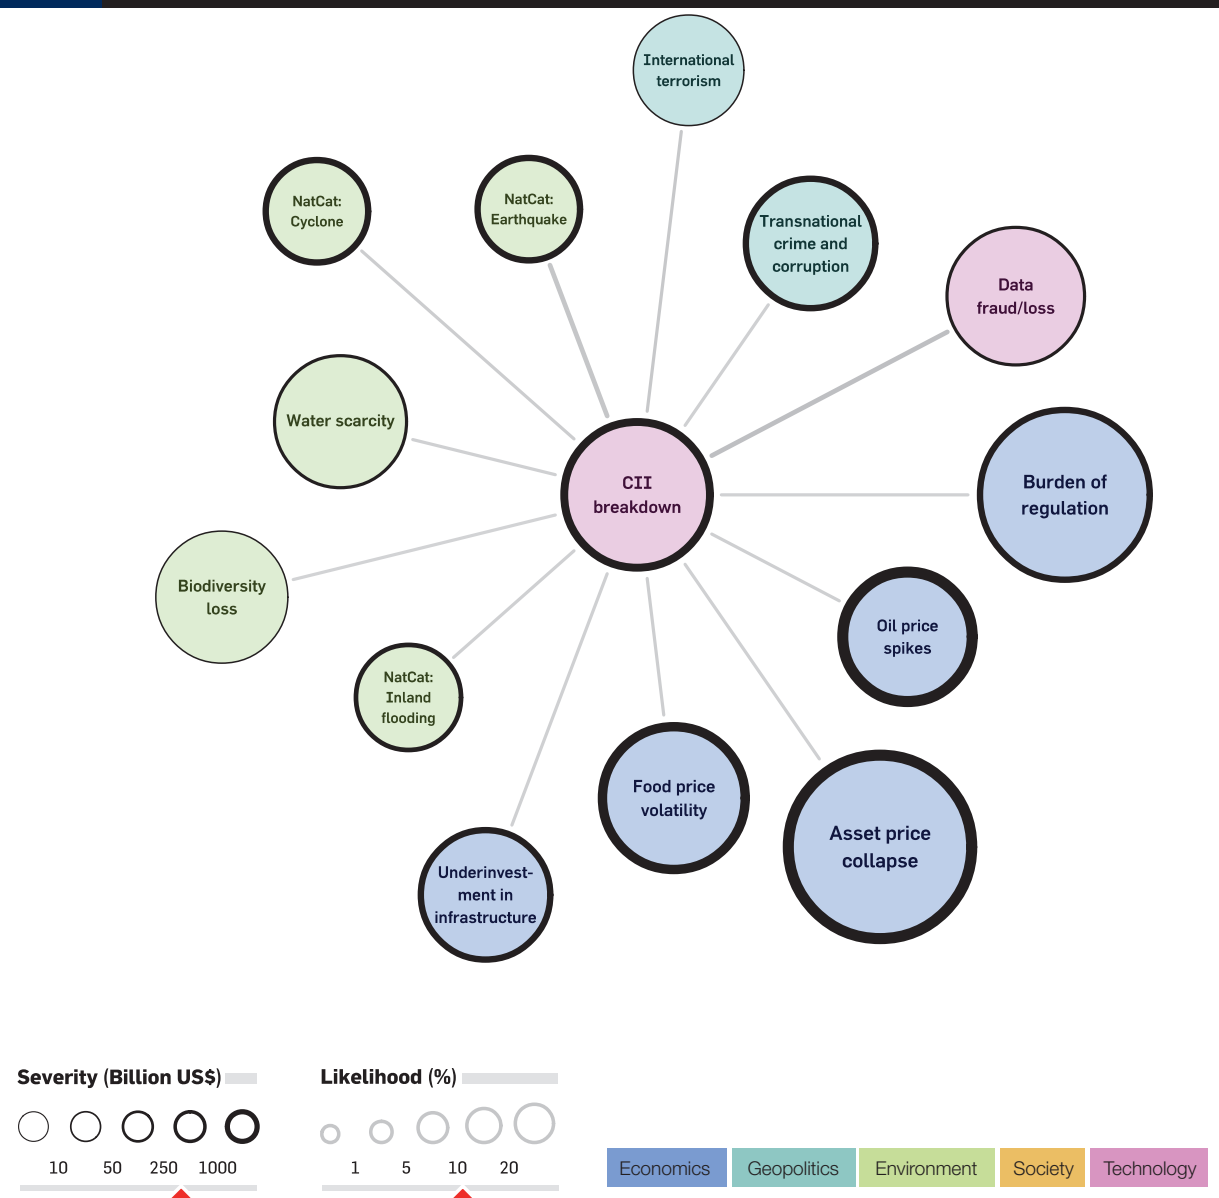 International
terrorism
NatCat:
Cyclone
NatCat:
Earthquake
Transnational
crime and
corruption
Data
fraud/loss
Water scarcity
CII
breakdown
Burden of
regulation
Biodiversity
loss
Oil price
spikes
NatCat:
Inland
flooding
Food price
volatility
Asset price
collapse
Underinvest-
ment in
infrastructure
Severity (Billion US$)
10 50 250 1000
Likelihood (%)
1 5 10 20
Economics Geopolitics Environment Society Technology